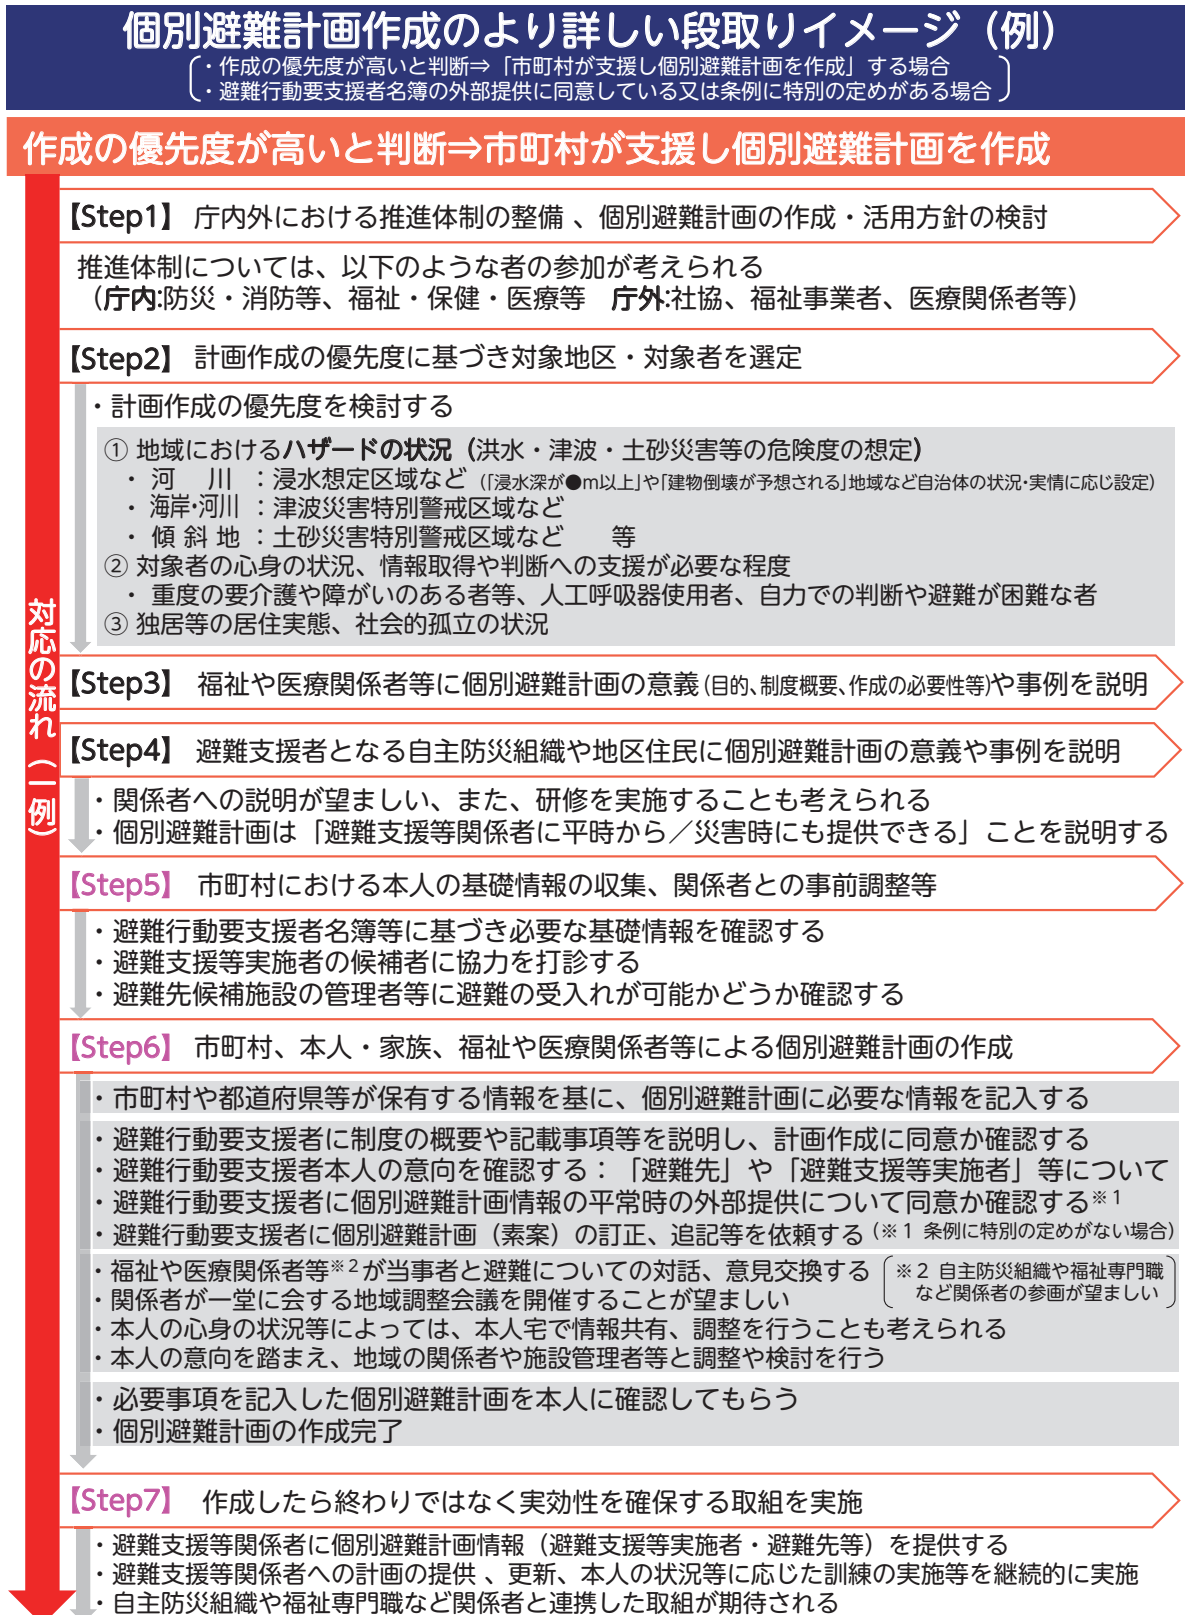 個別避難計画作成のより詳しい段取りイメージ（例）
・作成の優先度が高いと判断⇒「市町村が支援し個別避難計画を作成」する場合
・避難行動要支援者名簿の外部提供に同意している又は条例に特別の定めがある場合
作成の優先度が高いと判断⇒市町村が支援し個別避難計画を作成
対応の流れ（一例）
【Step1】 庁内外における推進体制の整備 、個別避難計画の作成・活用方針の検討
推進体制については、以下のような者の参加が考えられる
（庁内:防災・消防等、福祉・保健・医療等　庁外:社協、福祉事業者、医療関係者等）
【Step2】 計画作成の優先度に基づき対象地区・対象者を選定
・計画作成の優先度を検討する
① 地域におけるハザードの状況（洪水・津波・土砂災害等の危険度の想定)
・ 河　川 ：浸水想定区域など（｢浸水深が●m以上｣や｢建物倒壊が予想される｣地域など自治体の状況･実情に応じ設定）
・ 海岸･河川 ：津波災害特別警戒区域など
・ 傾 斜 地 ：土砂災害特別警戒区域など　　等
② 対象者の心身の状況、情報取得や判断への支援が必要な程度
・ 重度の要介護や障がいのある者等、人工呼吸器使用者、自力での判断や避難が困難な者
③ 独居等の居住実態、社会的孤立の状況
【Step3】 福祉や医療関係者等に個別避難計画の意義(目的、制度概要、作成の必要性等)や事例を説明
【Step4】 避難支援者となる自主防災組織や地区住民に個別避難計画の意義や事例を説明
・関係者への説明が望ましい、また、研修を実施することも考えられる
・個別避難計画は「避難支援等関係者に平時から／災害時にも提供できる」ことを説明する
【Step5】 市町村における本人の基礎情報の収集、関係者との事前調整等
・避難行動要支援者名簿等に基づき必要な基礎情報を確認する
・避難支援等実施者の候補者に協力を打診する
・避難先候補施設の管理者等に避難の受入れが可能かどうか確認する
【Step6】 市町村、本人・家族、福祉や医療関係者等による個別避難計画の作成
・市町村や都道府県等が保有する情報を基に、個別避難計画に必要な情報を記入する
・避難行動要支援者に制度の概要や記載事項等を説明し、計画作成に同意か確認する
・避難行動要支援者本人の意向を確認する：「避難先」や「避難支援等実施者」等について
・避難行動要支援者に個別避難計画情報の平常時の外部提供について同意か確認する※１
・避難行動要支援者に個別避難計画（素案）の訂正、追記等を依頼する（※１ 条例に特別の定めがない場合）
・福祉や医療関係者等※２が当事者と避難についての対話、意見交換する
※２ 自主防災組織や福祉専門職
など関係者の参画が望ましい
・関係者が一堂に会する地域調整会議を開催することが望ましい
・本人の心身の状況等によっては、本人宅で情報共有、調整を行うことも考えられる
・本人の意向を踏まえ、地域の関係者や施設管理者等と調整や検討を行う
・必要事項を記入した個別避難計画を本人に確認してもらう
・個別避難計画の作成完了
【Step7】 作成したら終わりではなく実効性を確保する取組を実施
・避難支援等関係者に個別避難計画情報（避難支援等実施者・避難先等）を提供する
・避難支援等関係者への計画の提供 、更新、本人の状況等に応じた訓練の実施等を継続的に実施
・自主防災組織や福祉専門職など関係者と連携した取組が期待される